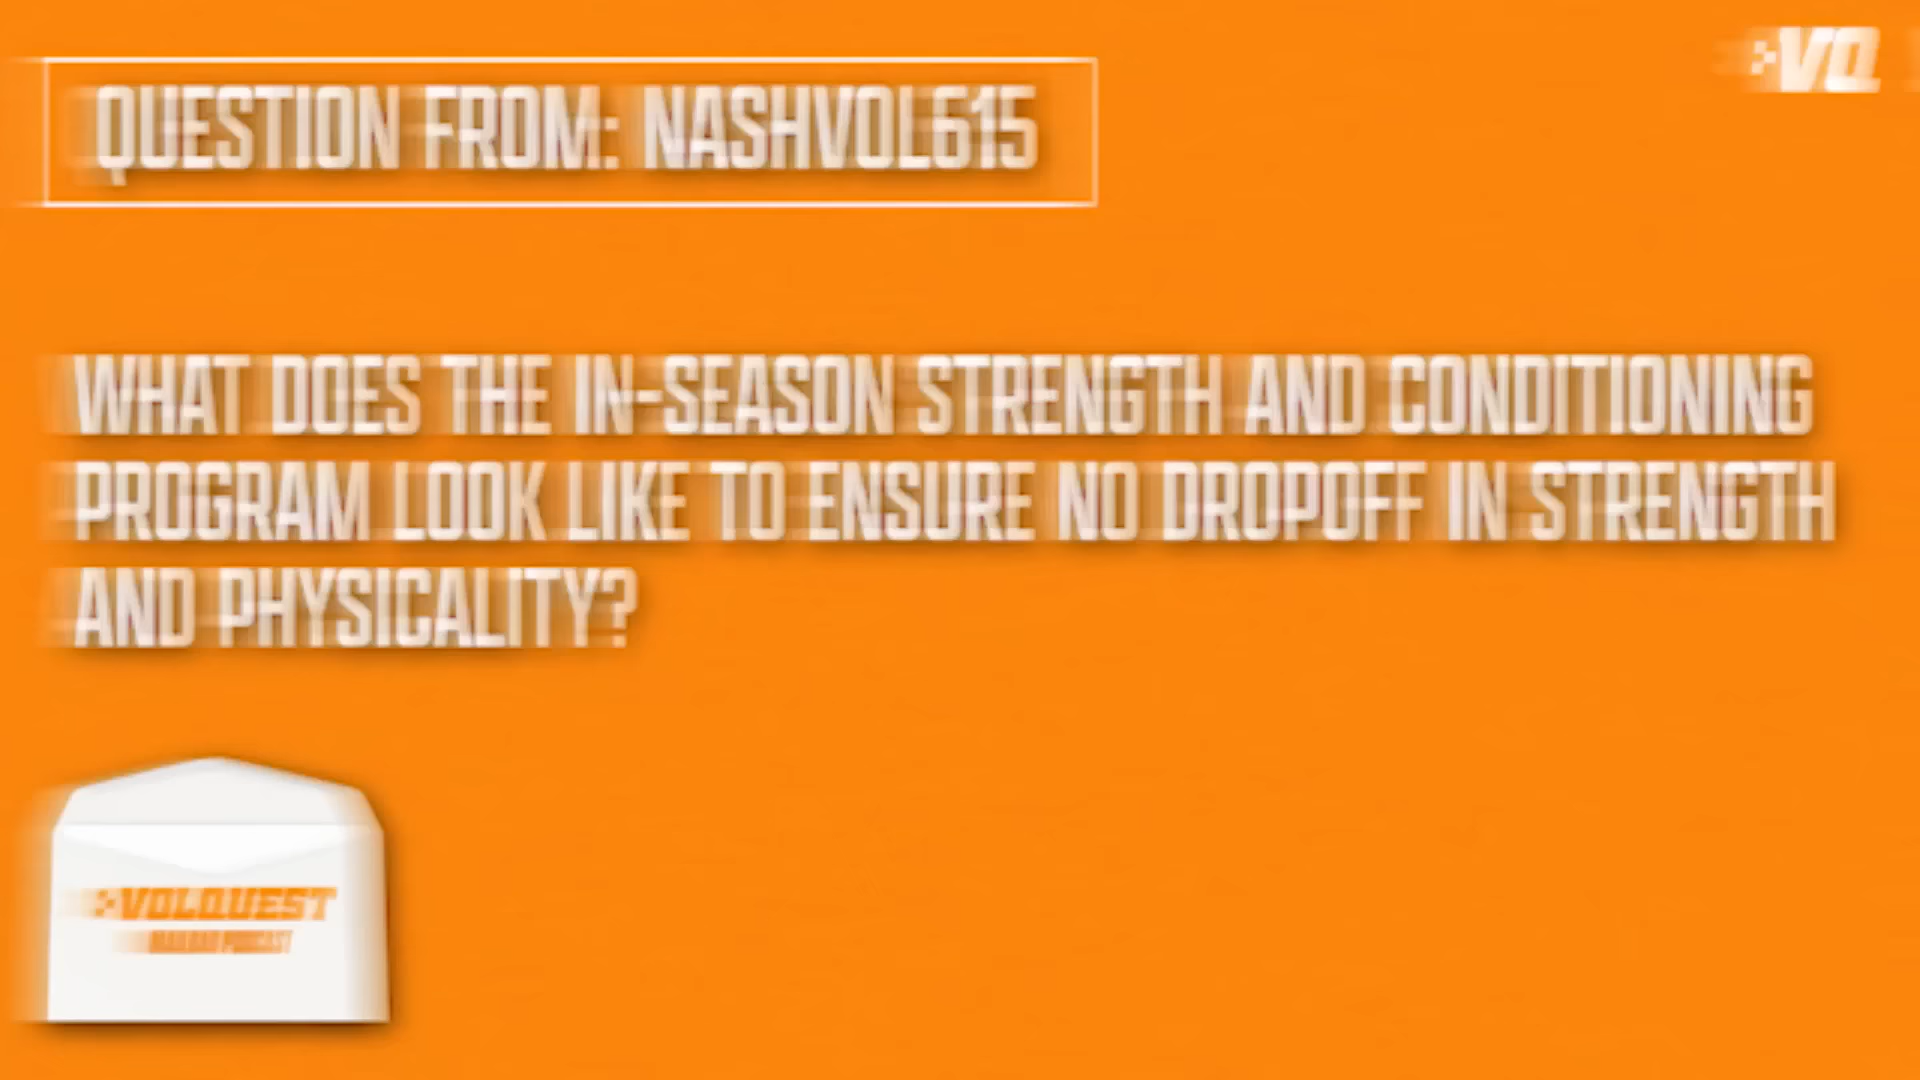 VQ
QUESTION FROM: NASHVOL615
WHAT DOES THE IN-SEASON STRENGTH AND CONDITIONING
PROGRAM LOOK LIKE TO ENSURE NO DROPOFF IN STRENGTH
AND PHYSICALITY?
VOLQUEST